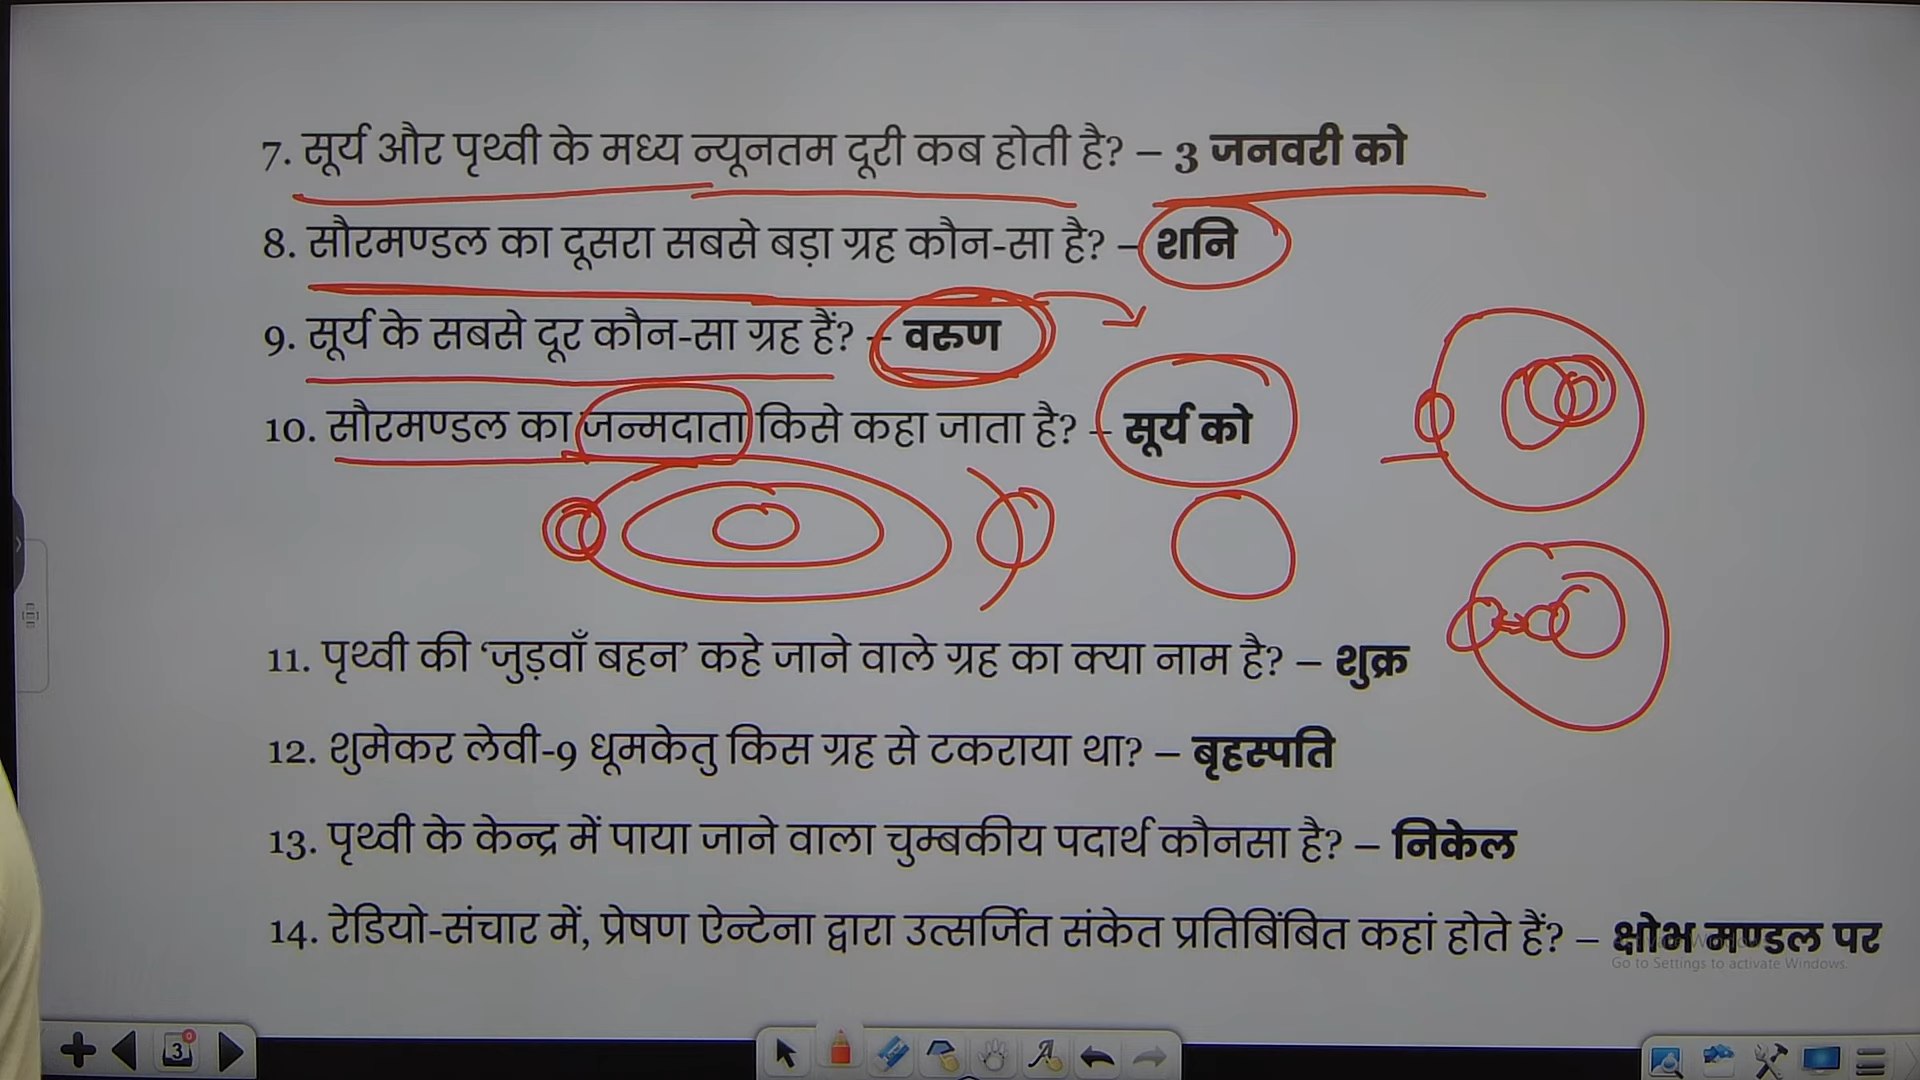 7. सूर्य और पृथ्वी के मध्य न्यूनतम दूरी कब होती है? – 3 जनवरी को
8. सौरमण्डल का दूसरा सबसे बड़ा ग्रह कौन-सा है? – शनि
9. सूर्य के सबसे दूर कौन-सा ग्रह हैं? – वरुण
10. सौरमण्डल का जन्मदाता किसे कहा जाता है? – सूर्य को
11. पृथ्वी की ‘जुड़वाँ बहन’ कहे जाने वाले ग्रह का क्या नाम है? – शुक्र
12. शुमेकर लेवी-9 धूमकेतु किस ग्रह से टकराया था? – बृहस्पति
13. पृथ्वी के केन्द्र में पाया जाने वाला चुम्बकीय पदार्थ कौनसा है? – निकेल
14. रेडियो-संचार में, प्रेषण ऐन्टेना द्वारा उत्सर्जित संकेत प्रतिबिंबित कहां होते हैं? – क्षोभ मण्डल पर
Go to Settings to activate Windows.
3